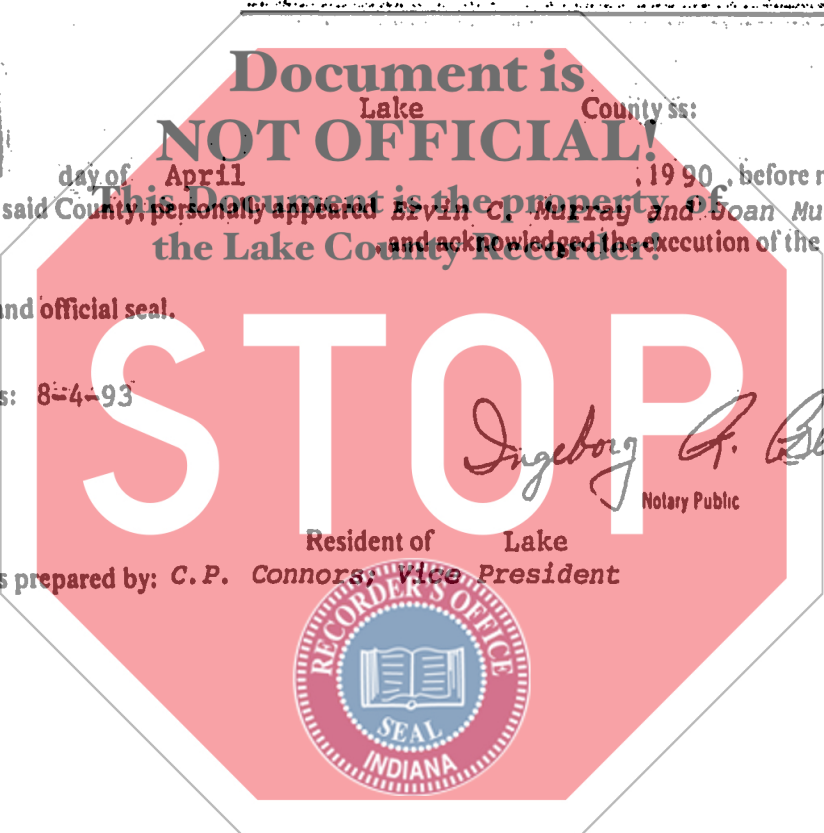 Document is
Lake County ss:
NOT OFFICIAL!
day of April , 19 90 , before
This Document is the property of
said County, personally appeared Ervin C. Murray and Joan
the Lake County Recorder!
, and acknowledged the execution of the
and official seal.
STOP
8-4-93
Ingeborg
Notary Public
Resident of Lake
prepared by: C.P. Connors, Vice President
RECORDER'S OFFICE
SEAL
INDIANA